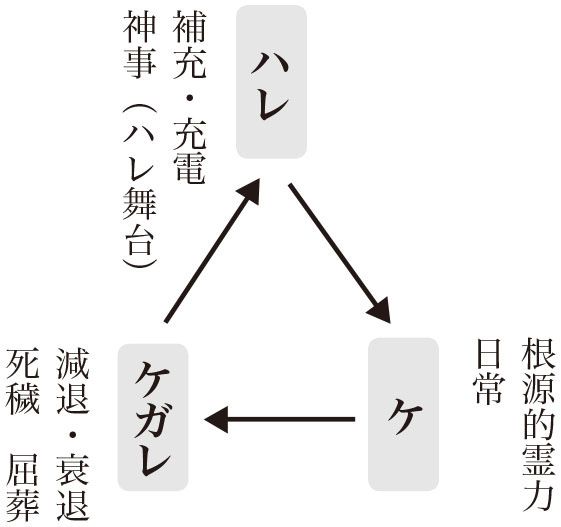 ハレ
補充・充電
神事（ハレ舞台）
ケ
根源的霊力
日常
ケガレ
減退・衰退
死穢　屈葬